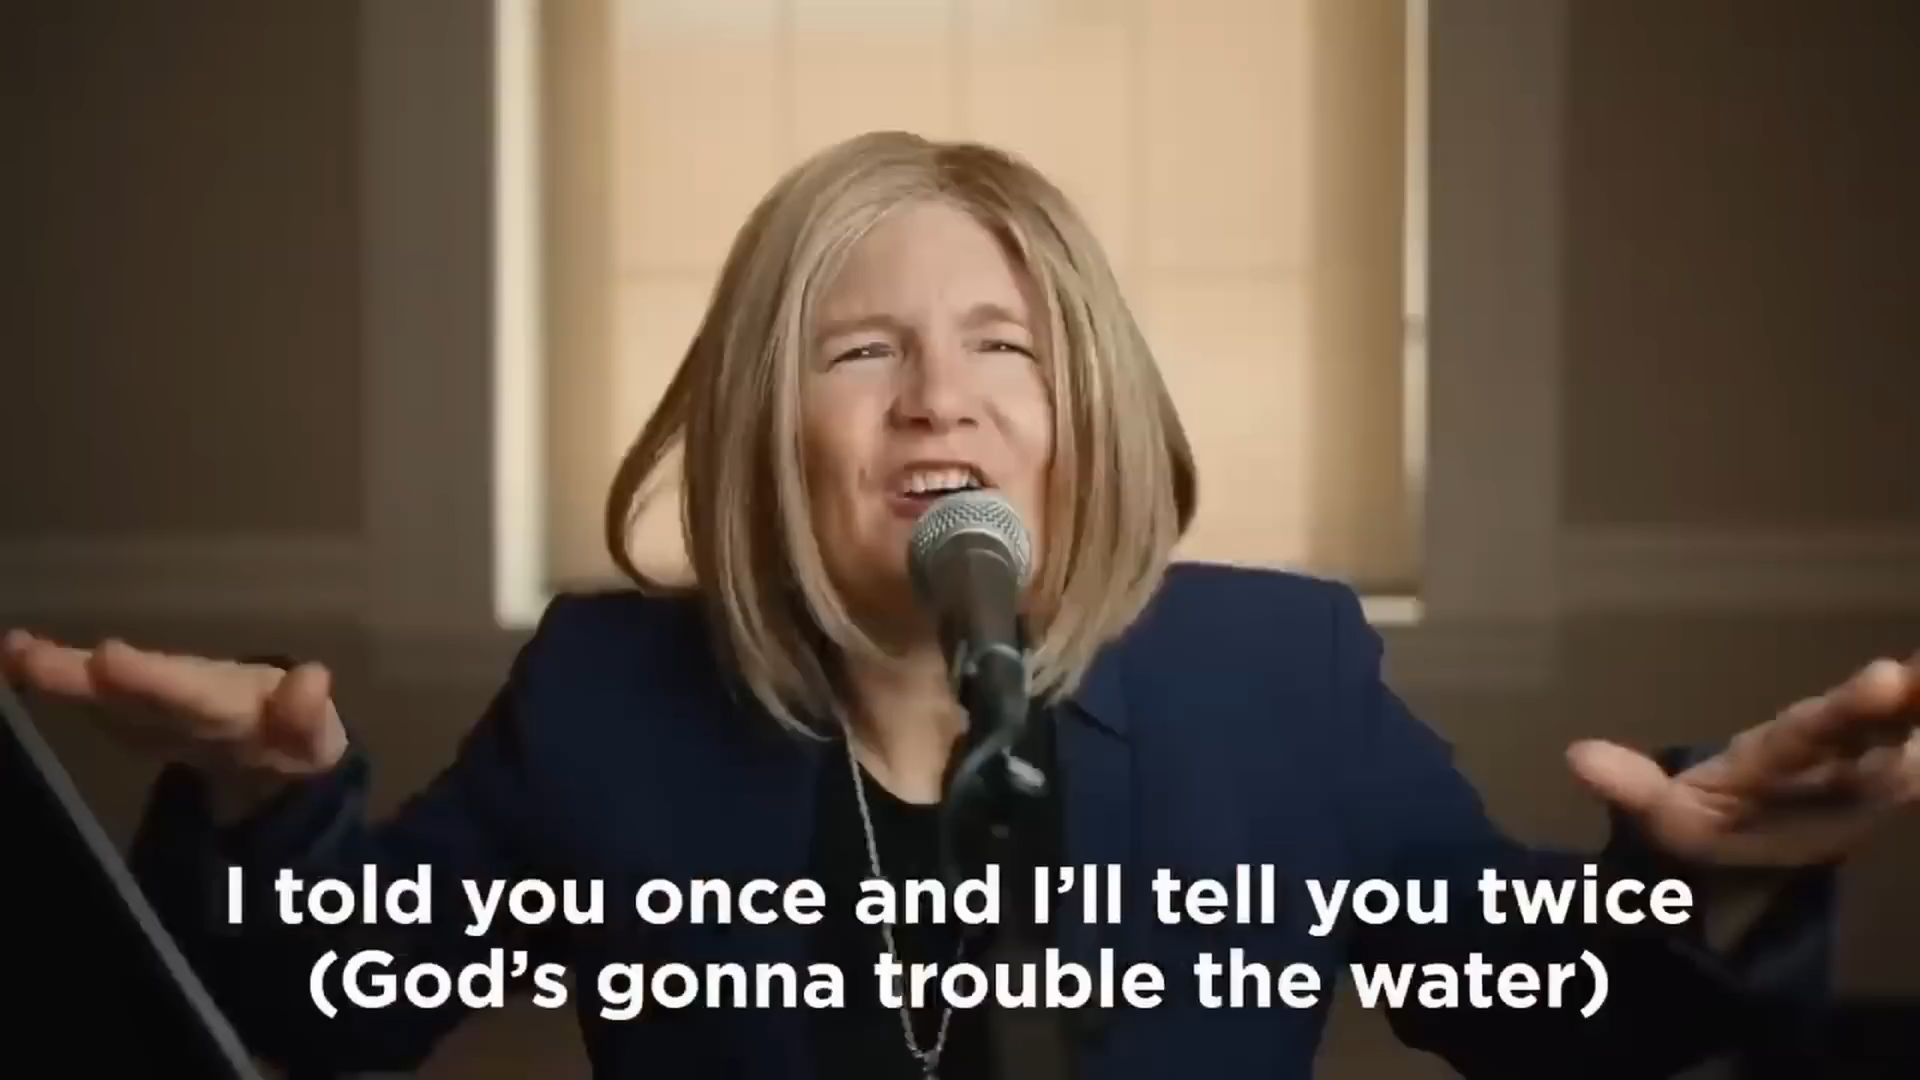 I told you once and I’ll tell you twice
(God’s gonna trouble the water)